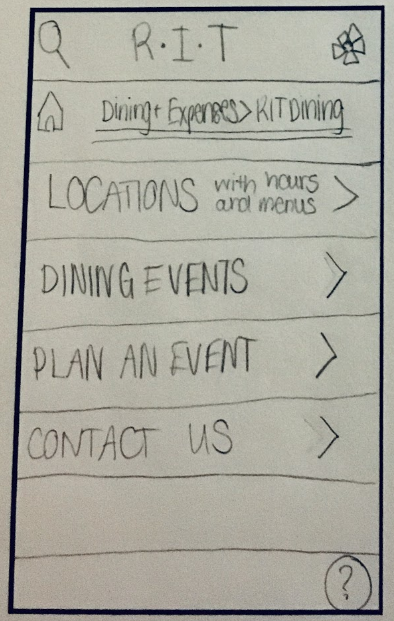 R·I·T
Dining+ Expenses > RIT Dining
LOCATIONS with hours
and menus >
DINING EVENTS >
PLAN AN EVENT >
CONTACT US >
?